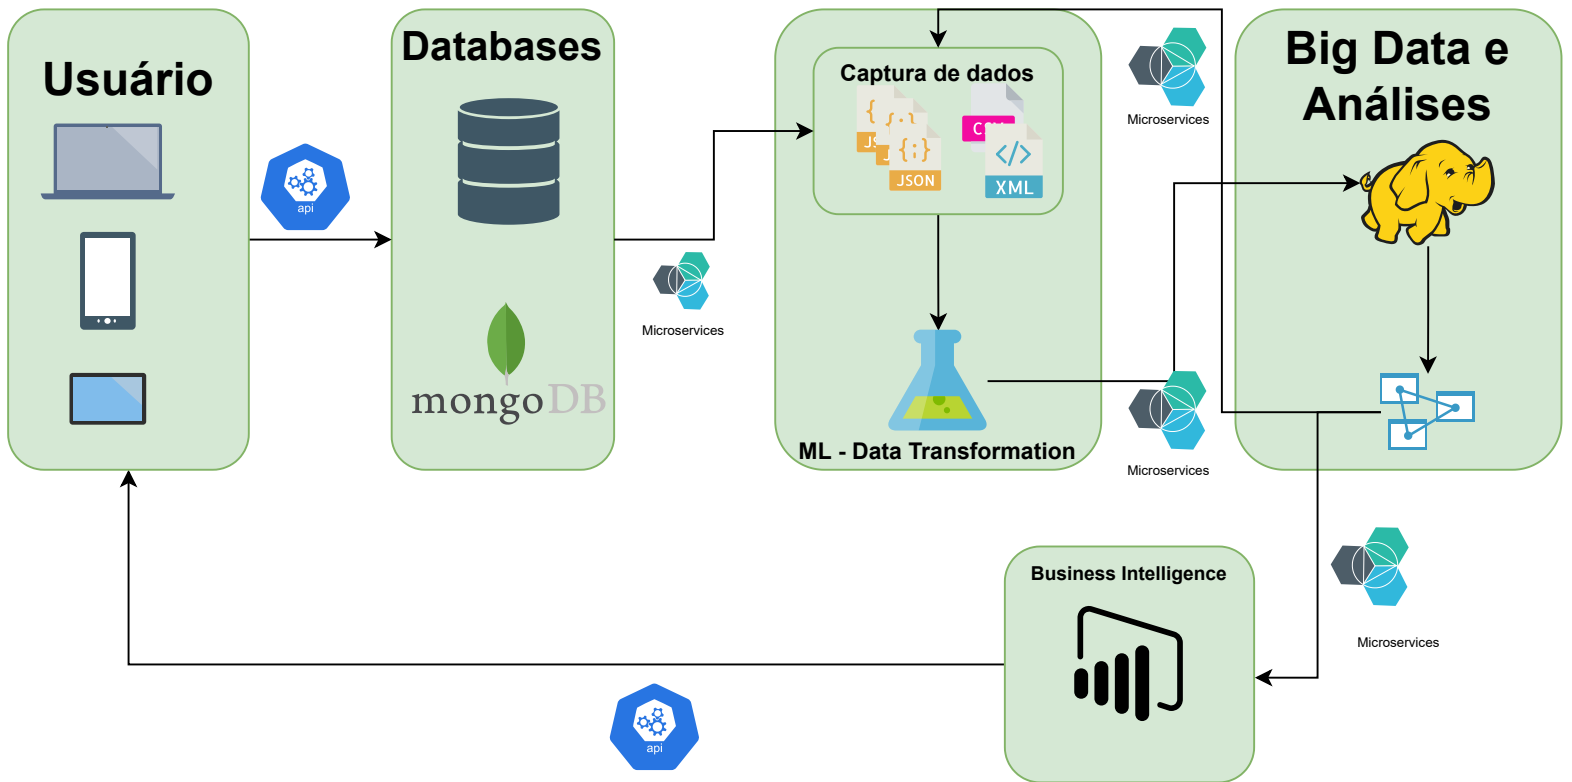 Usuário
api
Databases
mongoDB
Microservices
Captura de dados
JSON
CSV
XML
ML - Data Transformation
Microservices
Microservices
Big Data e
Análises
Business Intelligence
Microservices
api